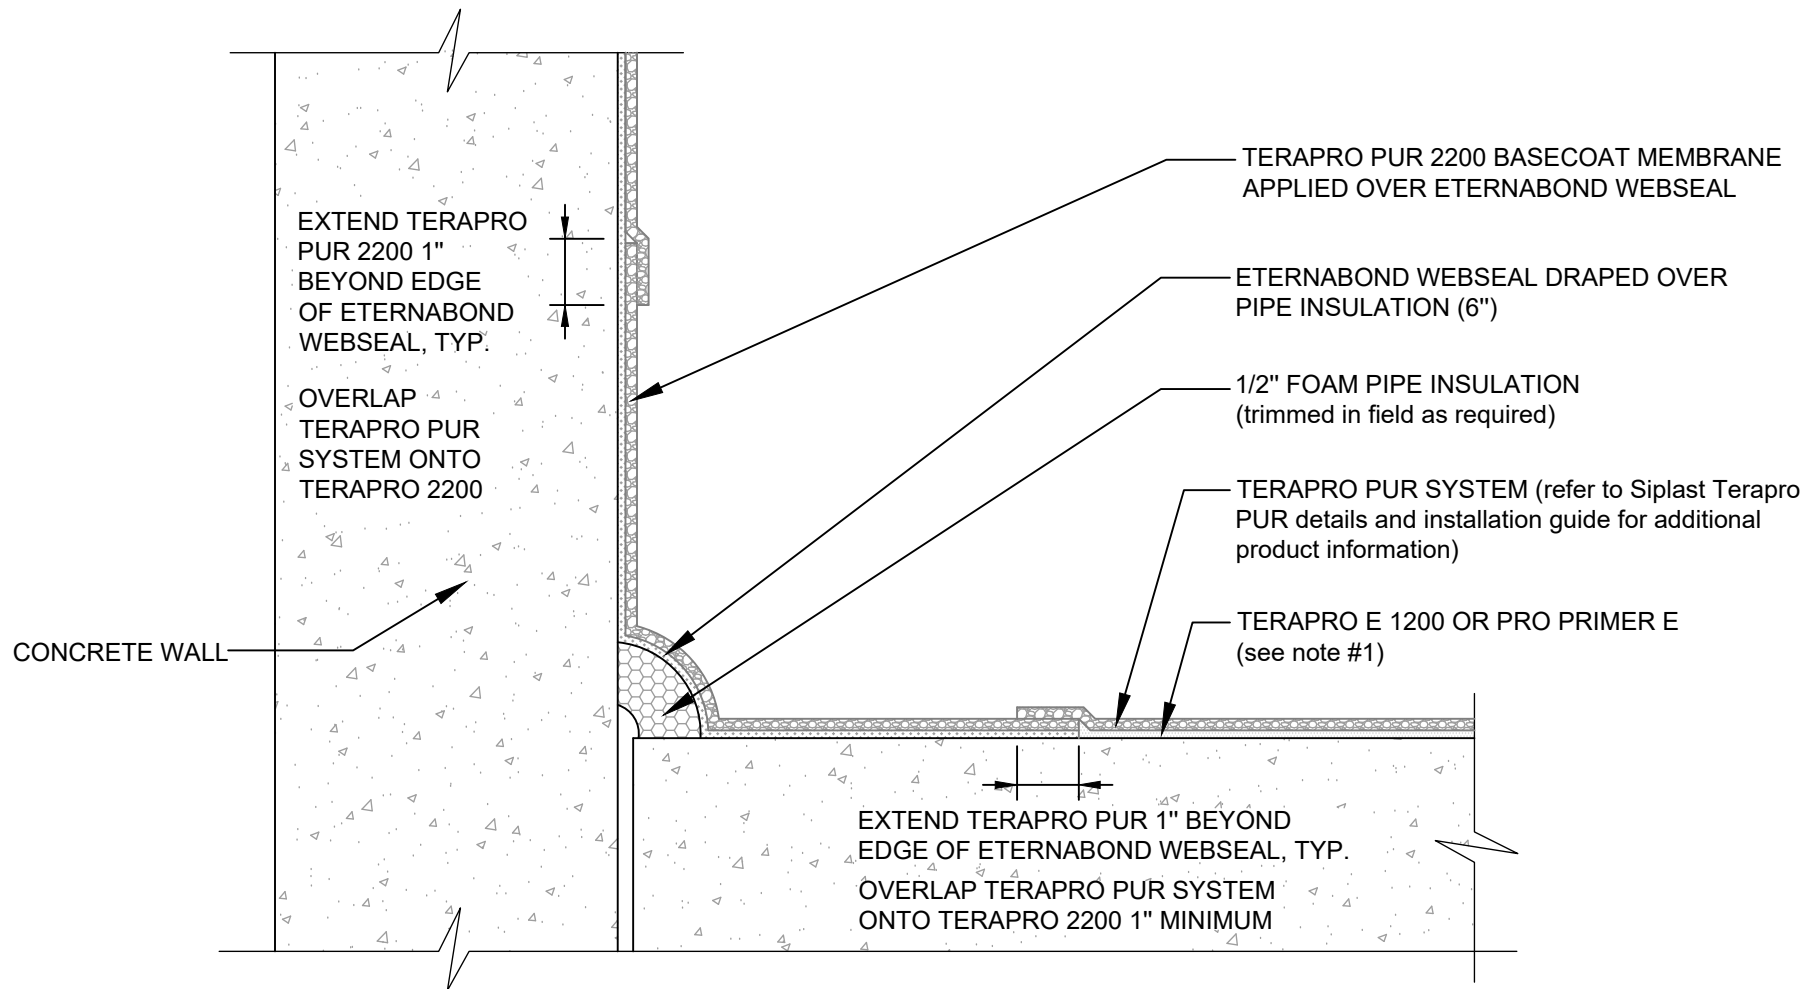 TERAPRO PUR 2200 BASECOAT MEMBRANE
APPLIED OVER ETERNABOND WEBSEAL
EXTEND TERAPRO
PUR 2200 1"
BEYOND EDGE
OF ETERNABOND
WEBSEAL, TYP.
ETERNABOND WEBSEAL DRAPED OVER
PIPE INSULATION (6")
1/2" FOAM PIPE INSULATION
(trimmed in field as required)
OVERLAP
TERAPRO PUR
SYSTEM ONTO
TERAPRO 2200
TERAPRO PUR SYSTEM (refer to Siplast Terapro
PUR details and installation guide for additional
product information)
TERAPRO E 1200 OR PRO PRIMER E
(see note #1)
CONCRETE WALL
EXTEND TERAPRO PUR 1" BEYOND
EDGE OF ETERNABOND WEBSEAL, TYP.
OVERLAP TERAPRO PUR SYSTEM
ONTO TERAPRO 2200 1" MINIMUM